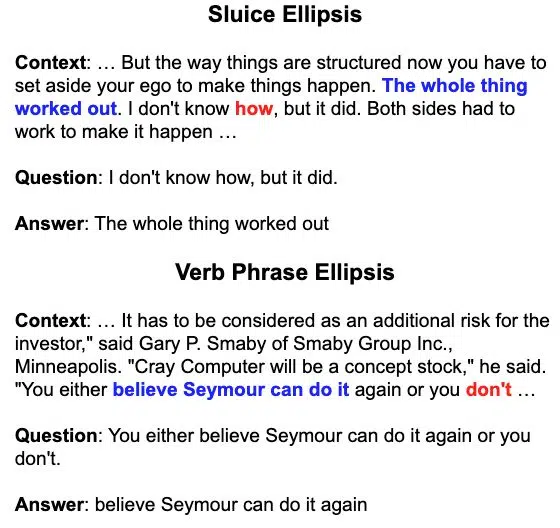 Sluice Ellipsis
Context: … But the way things are structured now you have to
set aside your ego to make things happen. The whole thing
worked out. I don't know how, but it did. Both sides had to
work to make it happen …
Question: I don't know how, but it did.
Answer: The whole thing worked out
Verb Phrase Ellipsis
Context: … It has to be considered as an additional risk for the
investor," said Gary P. Smaby of Smaby Group Inc.,
Minneapolis. "Cray Computer will be a concept stock," he said.
"You either believe Seymour can do it again or you don't …
Question: You either believe Seymour can do it again or you
don't.
Answer: believe Seymour can do it again